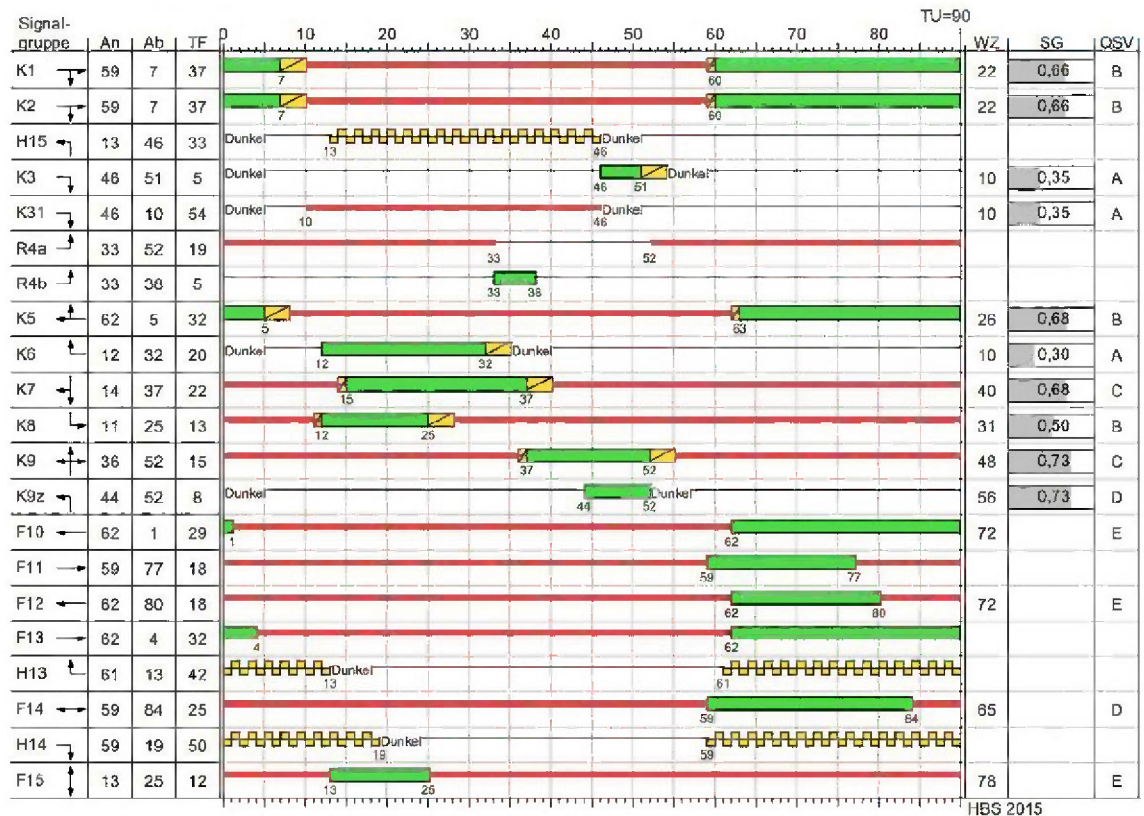 TU=90
Signal-
gruppe An Ab TF 0 10 20 30 40 50 60 70 80 WZ SG QSV
K1 59 7 37 7 60 22 0,66 B
K2 59 7 37 7 60 22 0,66 B
H15 13 46 33 Dunkel 13 46 Dunkel
K3 46 51 5 Dunkel 46 51 Dunkel 10 0,35 A
K31 46 10 54 Dunkel 10 46 Dunkel 10 0,35 A
R4a 33 52 19 33 52
R4b 33 38 5 33 38
K5 62 5 32 5 63 26 0,68 B
K6 12 32 20 Dunkel 12 32 Dunkel 10 0,30 A
K7 14 37 22 15 37 40 0,68 C
K8 11 25 13 12 25 31 0,50 B
K9 36 52 15 37 52 48 0,73 C
K9z 44 52 8 Dunkel 44 52 Dunkel 56 0,73 D
F10 62 1 29 1 62 72 E
F11 59 77 18 59 77
F12 62 80 18 62 80 72 E
F13 62 4 32 4 62
H13 61 13 42 13 Dunkel 61
F14 59 84 25 59 84 65 D
H14 59 19 50 19 Dunkel 59
F15 13 25 12 13 25 78 E
HBS 2015